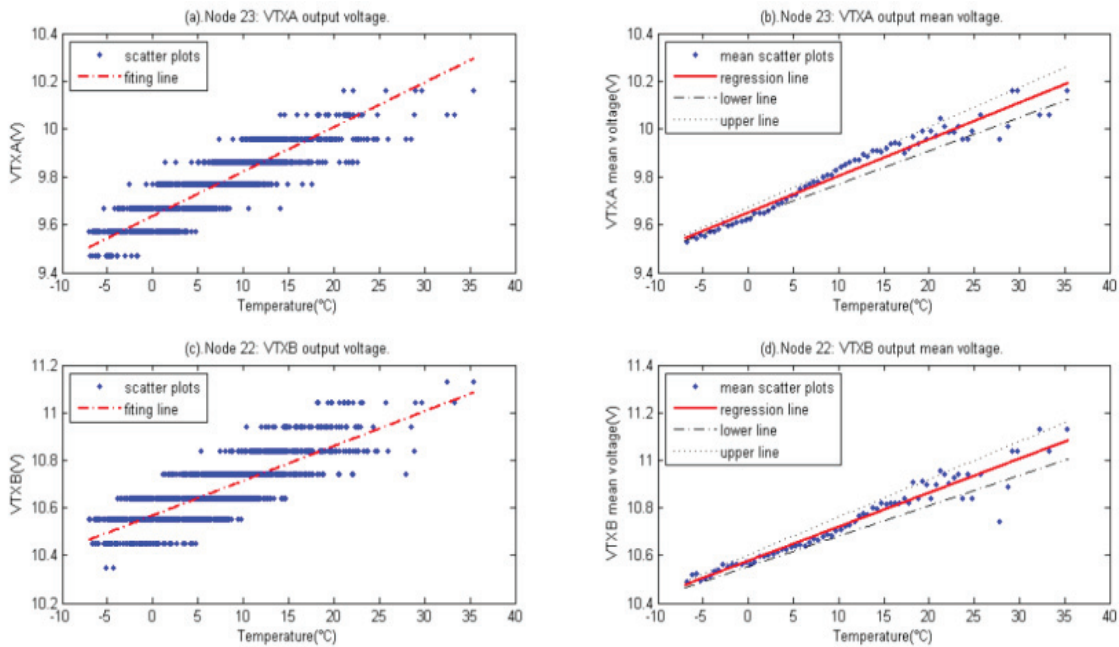 (a).Node 23: VTXA output voltage.
10.4
10.2
10
9.8
9.6
9.4
VTXA(V)
scatter plots
fiting line
-10 -5 0 5 10 15 20 25 30 35 40
Temperature(°C)
(b).Node 23: VTXA output mean voltage.
10.4
10.2
10
9.8
9.6
9.4
VTXA mean voltage(V)
mean scatter plots
regression line
lower line
upper line
-10 -5 0 5 10 15 20 25 30 35 40
Temperature(°C)
(c).Node 22: VTXB output voltage.
11.2
11
10.8
10.6
10.4
10.2
VTXB(V)
scatter plots
fiting line
-10 -5 0 5 10 15 20 25 30 35 40
Temperature(°C)
(d).Node 22: VTXB output mean voltage.
11.4
11.2
11
10.8
10.6
10.4
VTXB mean voltage(V)
mean scatter plots
regression line
lower line
upper line
-10 -5 0 5 10 15 20 25 30 35 40
Temperature(°C)